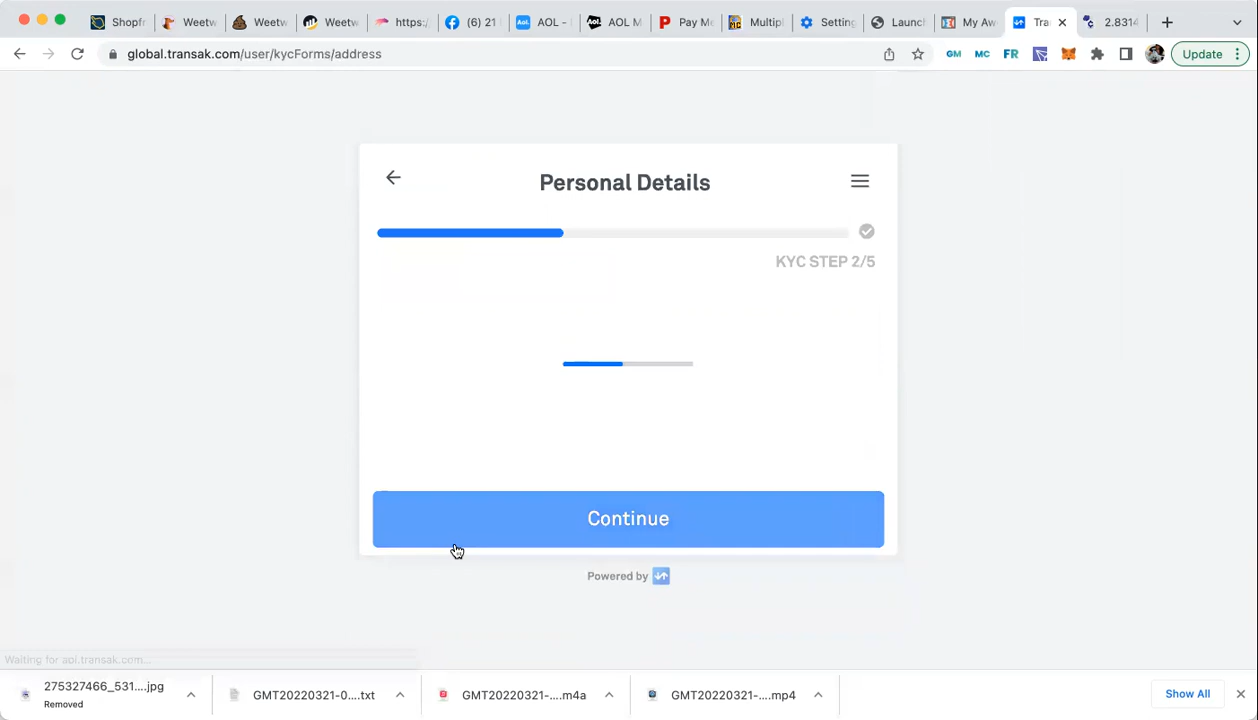 Shopfr
Weetw
Weetw
Weetw
https:/
(6) 21
AOL -
AOL M
Pay Me
Multip
Setting
Launc
My Aw
Tra
2.8314
global.transak.com/user/kycForms/address
GM
MC
FR
Update
Personal Details
KYC STEP 2/5
Continue
Powered by
Waiting for api.transak.com...
275327466_531....jpg
Removed
GMT20220321-0....txt
GMT20220321-....m4a
GMT20220321-....mp4
Show All